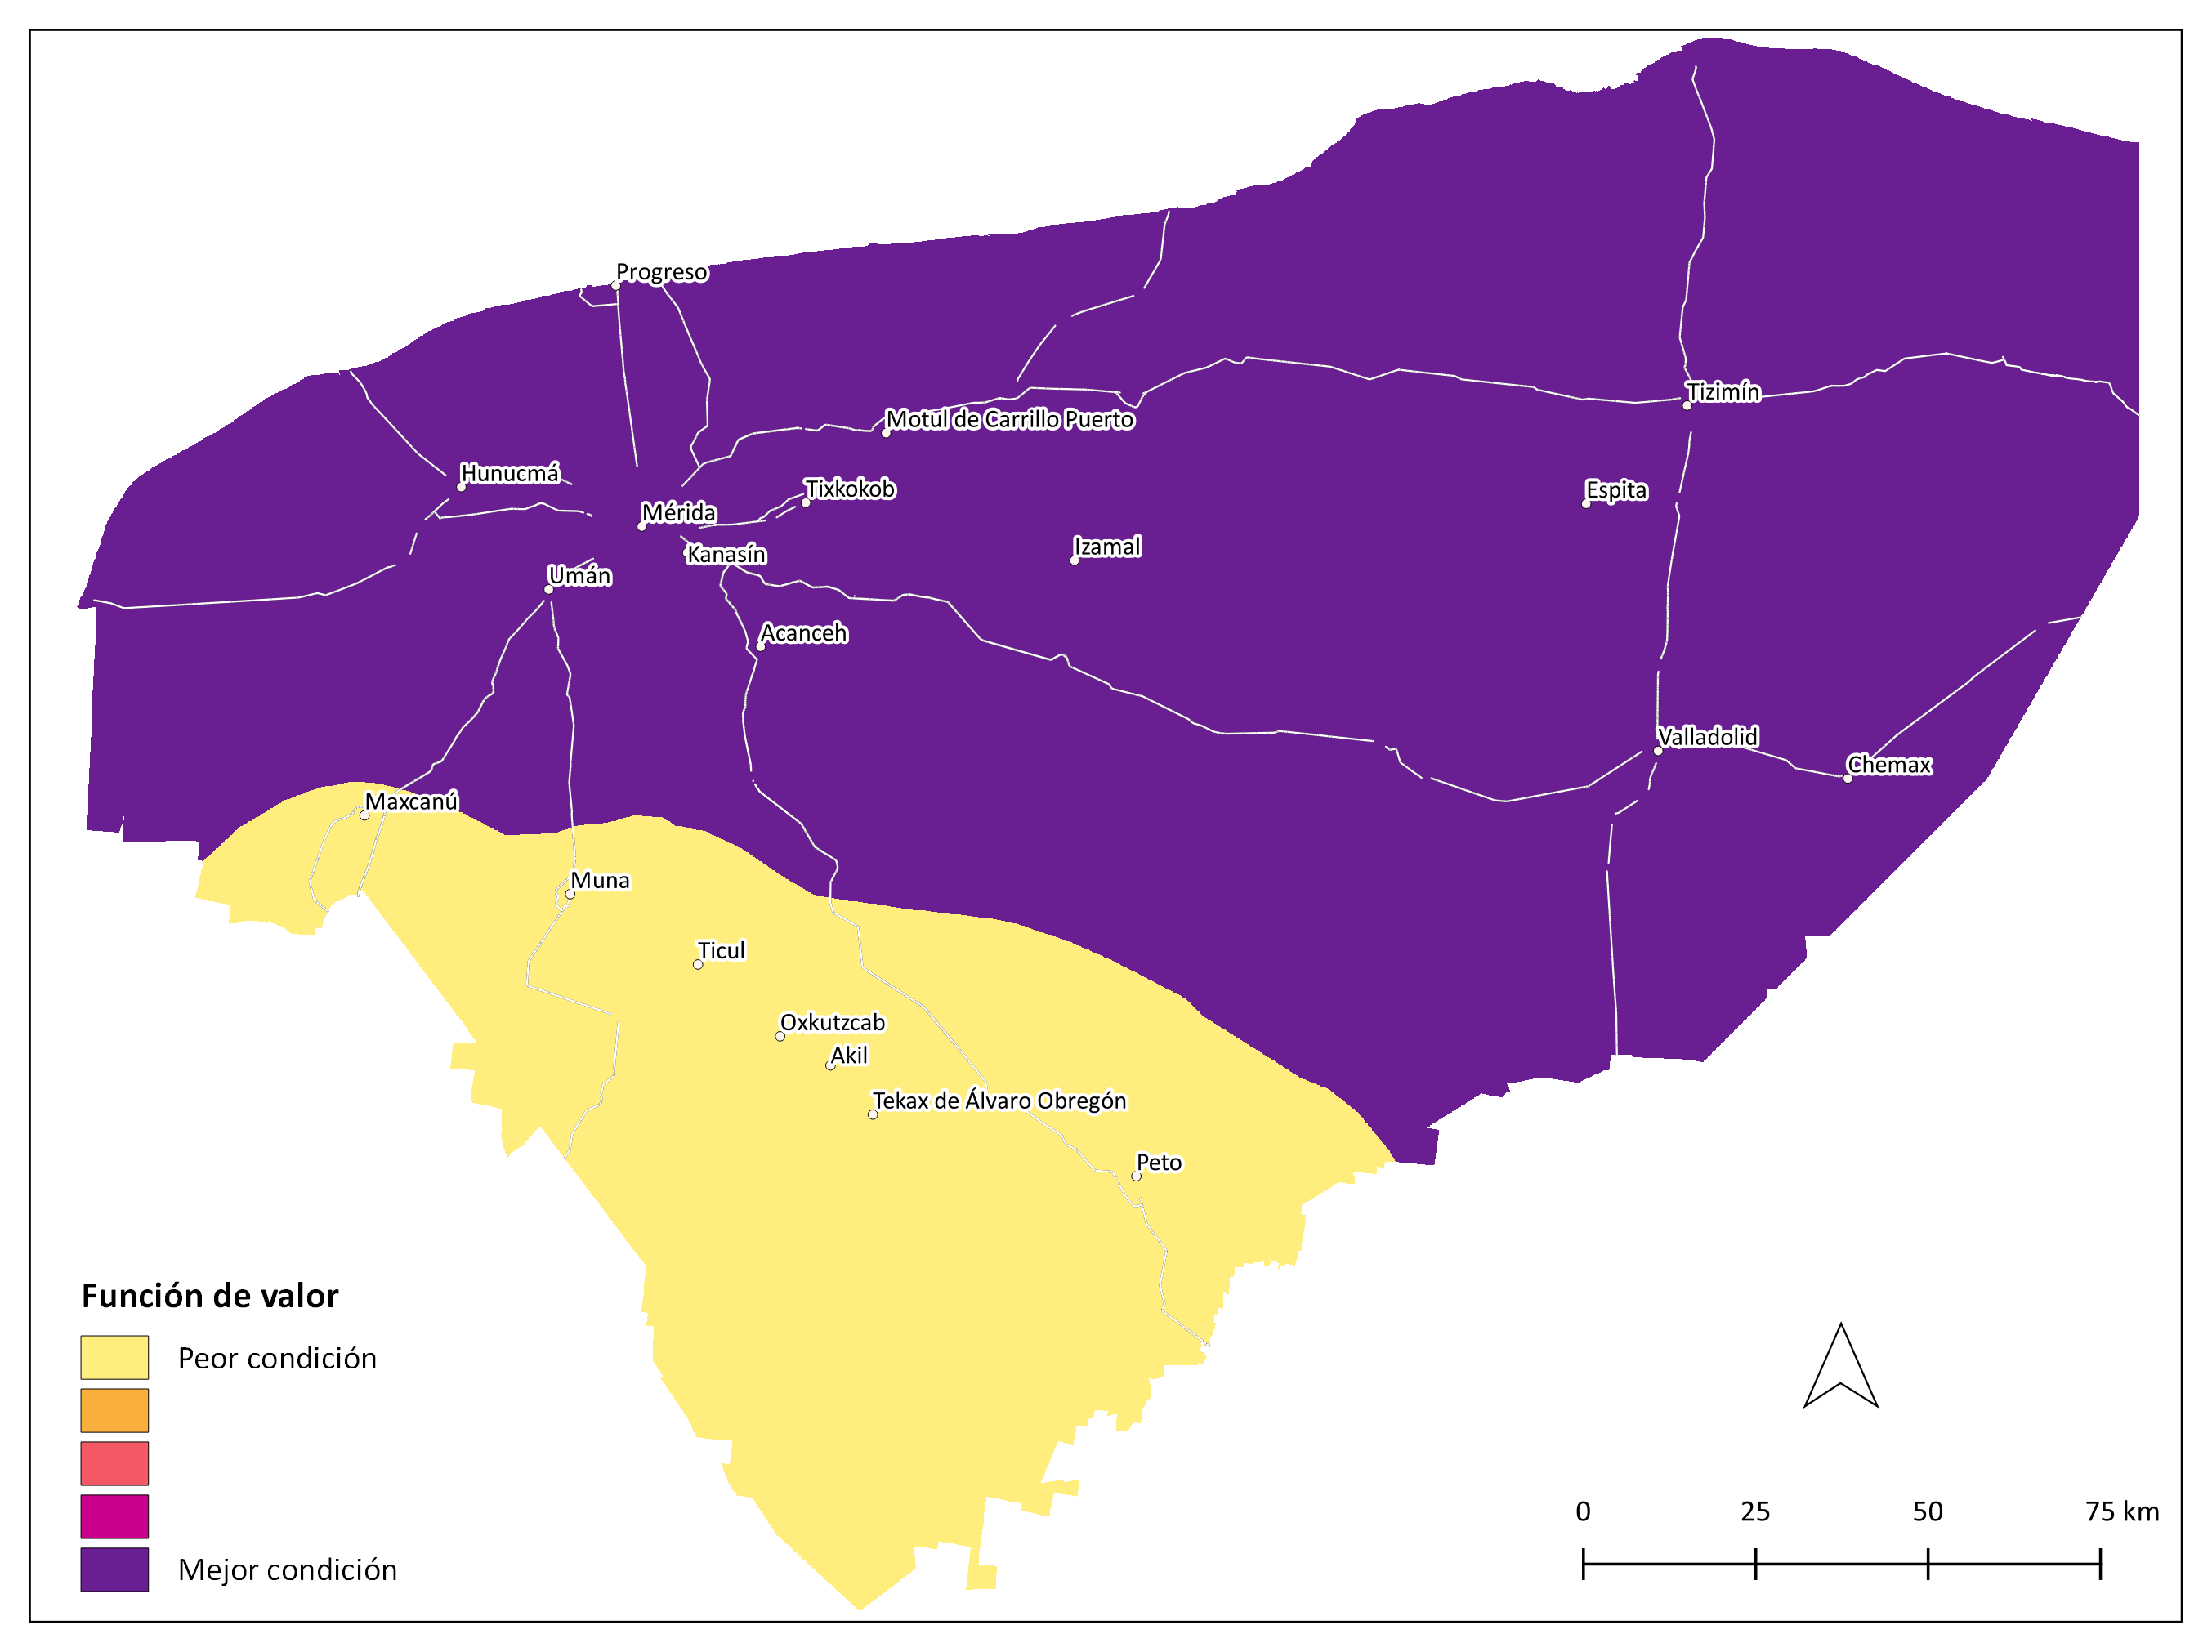 Progreso
Tizimín
Motul de Carrillo Puerto
Hunucmá
Tixkokob
Espita
Mérida
Izamal
Kanasín
Umán
Acanceh
Valladolid
Chemax
Maxcanú
Muna
Ticul
Oxkutzcab
Akil
Tekax de Álvaro Obregón
Peto
Función de valor
Peor condición
Mejor condición
0 25 50 75 km